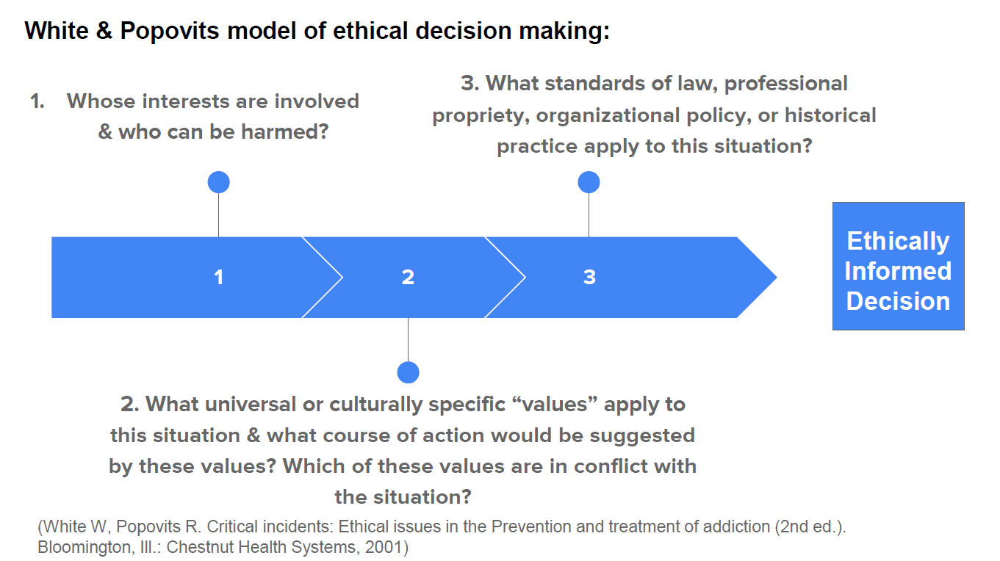 White & Popovits model of ethical decision making:
1. Whose interests are involved
& who can be harmed?
3. What standards of law, professional
propriety, organizational policy, or historical
practice apply to this situation?
1
2
3
Ethically
Informed
Decision
2. What universal or culturally specific “values” apply to
this situation & what course of action would be suggested
by these values? Which of these values are in conflict with
the situation?
(White W, Popovits R. Critical incidents: Ethical issues in the Prevention and treatment of addiction (2nd ed.).
Bloomington, Ill.: Chestnut Health Systems, 2001)